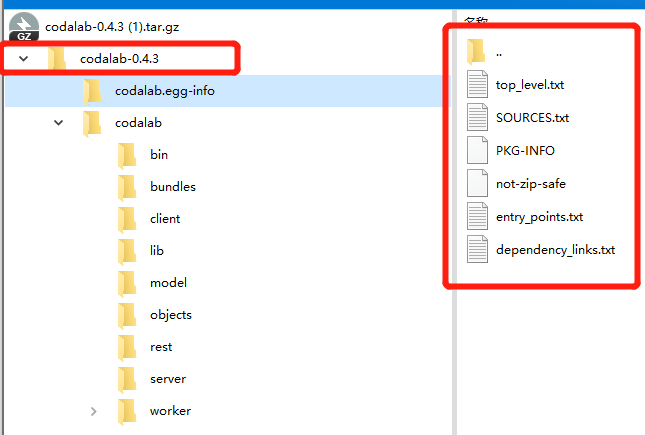 GZ
codalab-0.4.3 (1).tar.gz
codalab-0.4.3
codalab.egg-info
codalab
bin
bundles
client
lib
model
objects
rest
server
worker
名称
..
top_level.txt
SOURCES.txt
PKG-INFO
not-zip-safe
entry_points.txt
dependency_links.txt